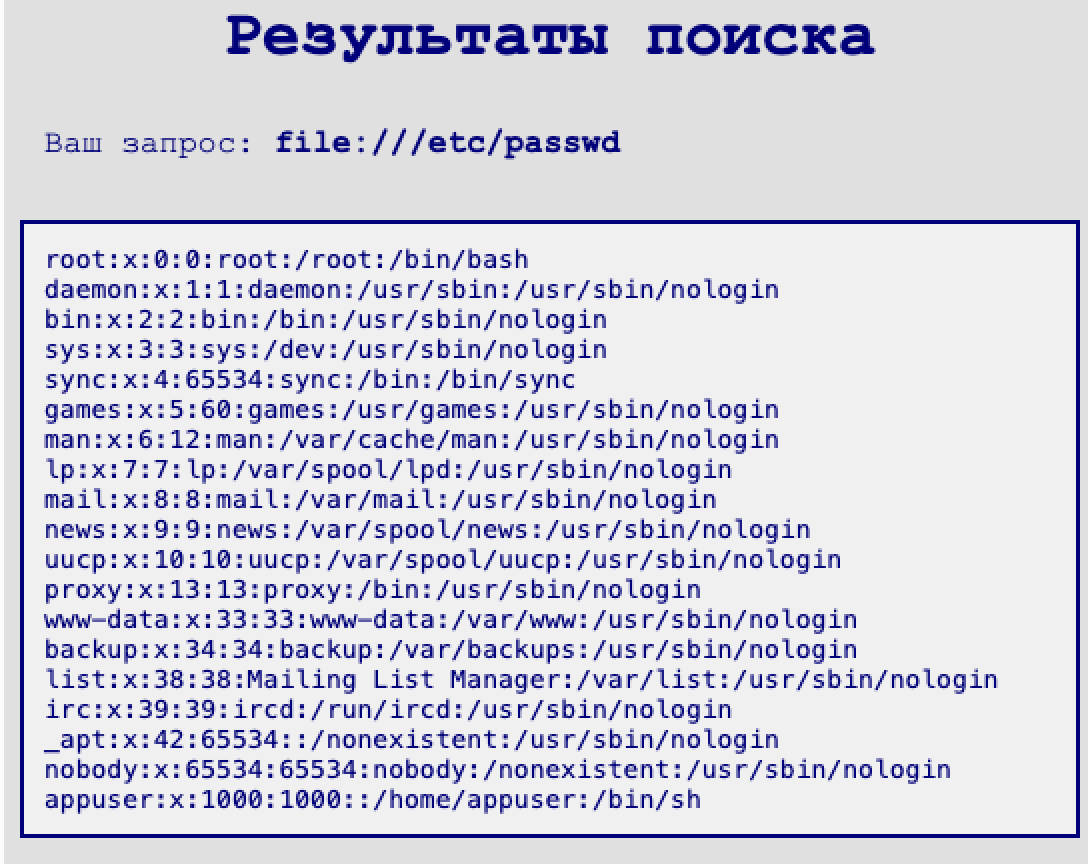 Результаты поиска
Ваш запрос: file:///etc/passwd
root:x:0:0:root:/root:/bin/bash
daemon:x:1:1:daemon:/usr/sbin:/usr/sbin/nologin
bin:x:2:2:bin:/bin:/usr/sbin/nologin
sys:x:3:3:sys:/dev:/usr/sbin/nologin
sync:x:4:65534:sync:/bin:/bin/sync
games:x:5:60:games:/usr/games:/usr/sbin/nologin
man:x:6:12:man:/var/cache/man:/usr/sbin/nologin
lp:x:7:7:lp:/var/spool/lpd:/usr/sbin/nologin
mail:x:8:8:mail:/var/mail:/usr/sbin/nologin
news:x:9:9:news:/var/spool/news:/usr/sbin/nologin
uucp:x:10:10:uucp:/var/spool/uucp:/usr/sbin/nologin
proxy:x:13:13:proxy:/bin:/usr/sbin/nologin
www-data:x:33:33:www-data:/var/www:/usr/sbin/nologin
backup:x:34:34:backup:/var/backups:/usr/sbin/nologin
list:x:38:38:Mailing List Manager:/var/list:/usr/sbin/nologin
irc:x:39:39:ircd:/run/ircd:/usr/sbin/nologin
_apt:x:42:65534::/nonexistent:/usr/sbin/nologin
nobody:x:65534:65534:nobody:/nonexistent:/usr/sbin/nologin
appuser:x:1000:1000::/home/appuser:/bin/sh